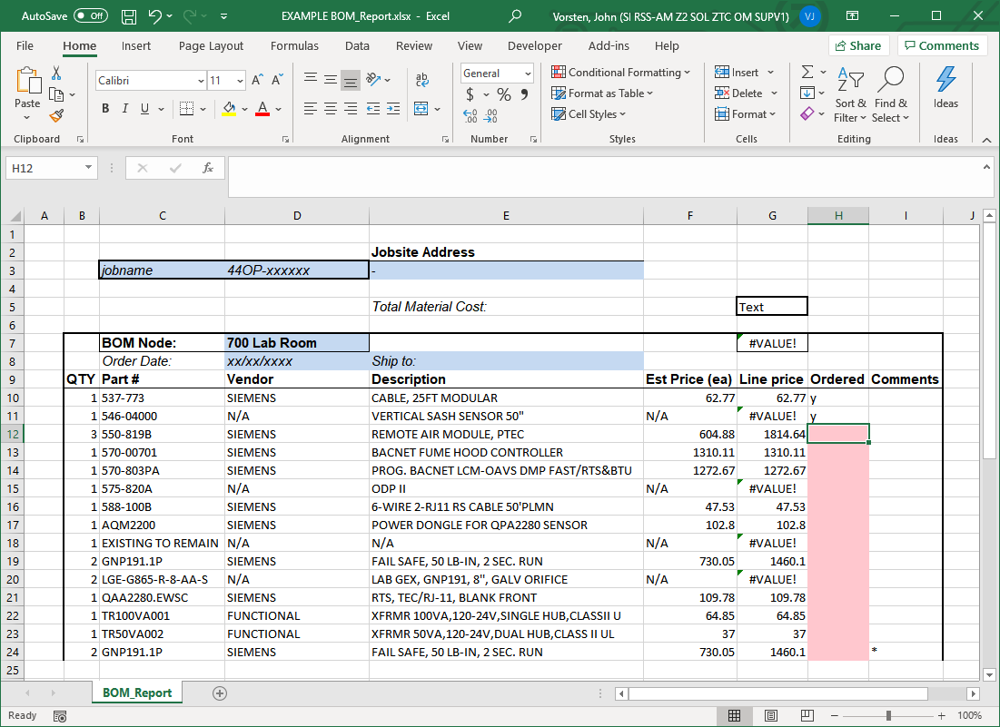 AutoSave Off EXAMPLE BOM_Report.xlsx - Excel Vorsten, John (SI RSS-AM Z2 SOL ZTC OM SUPV1) VJ
File Home Insert Page Layout Formulas Data Review View Developer Add-ins Help Share Comments
Paste Calibri 11 A A B I U A ab c General $ % 9 .00 .00 Conditional Formatting Format as Table Cell Styles Insert Delete Format Σ A Z Sort & Filter Find & Select Ideas
Clipboard Font Alignment Number Styles Cells Editing Ideas
H12 fx
A B C D E F G H I J
1
2 Jobsite Address
3 jobname 44OP-xxxxxx -
4
5 Total Material Cost: Text
6
7 BOM Node: 700 Lab Room #VALUE!
8 Order Date: xx/xx/xxxx Ship to:
9 QTY Part # Vendor Description Est Price (ea) Line price Ordered Comments
10 1 537-773 SIEMENS CABLE, 25FT MODULAR 62.77 62.77 y
11 1 546-04000 N/A VERTICAL SASH SENSOR 50" N/A #VALUE! y
12 3 550-819B SIEMENS REMOTE AIR MODULE, PTEC 604.88 1814.64
13 1 570-00701 SIEMENS BACNET FUME HOOD CONTROLLER 1310.11 1310.11
14 1 570-803PA SIEMENS PROG. BACNET LCM-OAVS DMP FAST/RTS&BTU 1272.67 1272.67
15 1 575-820A N/A ODP II N/A #VALUE!
16 1 588-100B SIEMENS 6-WIRE 2-RJ11 RS CABLE 50'PLMN 47.53 47.53
17 1 AQM2200 SIEMENS POWER DONGLE FOR QPA2280 SENSOR 102.8 102.8
18 1 EXISTING TO REMAIN N/A N/A N/A #VALUE!
19 2 GNP191.1P SIEMENS FAIL SAFE, 50 LB-IN, 2 SEC. RUN 730.05 1460.1
20 2 LGE-G865-R-8-AA-S N/A LAB GEX, GNP191, 8", GALV ORIFICE N/A #VALUE!
21 1 QAA2280.EWSC SIEMENS RTS, TEC/RJ-11, BLANK FRONT 109.78 109.78
22 1 TR100VA001 FUNCTIONAL XFRMR 100VA,120-24V,SINGLE HUB,CLASSII U 64.85 64.85
23 1 TR50VA002 FUNCTIONAL XFRMR 50VA,120-24V,DUAL HUB,CLASS II UL 37 37
24 2 GNP191.1P SIEMENS FAIL SAFE, 50 LB-IN, 2 SEC. RUN 730.05 1460.1 *
25
BOM_Report
Ready 100%